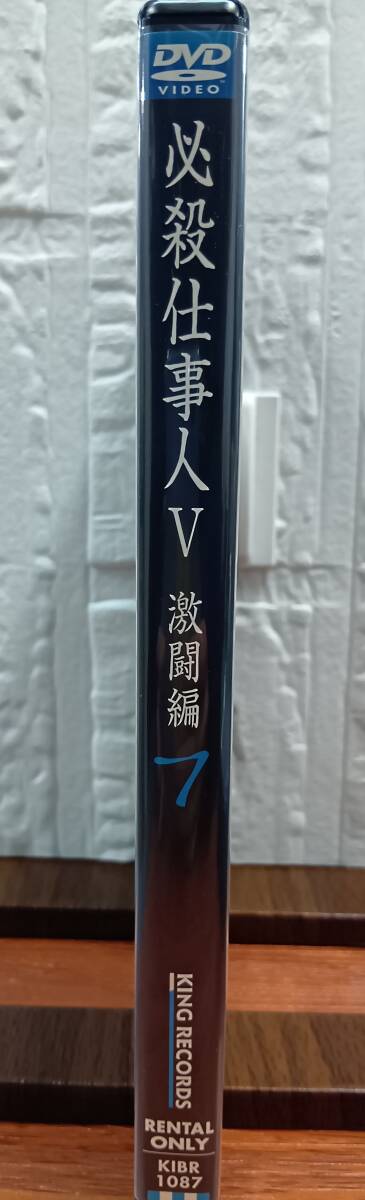 DVD
VIDEO
必殺仕事人V 激闘編
7
KING RECORDS
RENTAL
ONLY
KIBR
1087